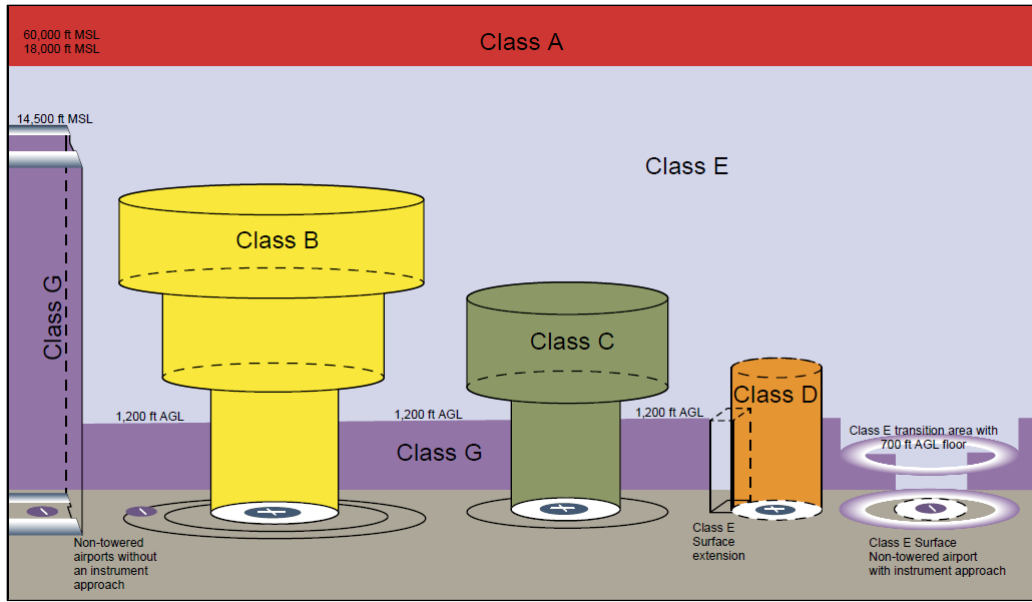 60,000 ft MSL
18,000 ft MSL
Class A
14,500 ft MSL
Class E
Class B
Class G
Class C
Class D
1,200 ft AGL
1,200 ft AGL
1,200 ft AGL
Class G
Class E transition area with
700 ft AGL floor
Non-towered
airports without
an instrument
approach
Class E
Surface
extension
Class E Surface
Non-towered airport
with instrument approach